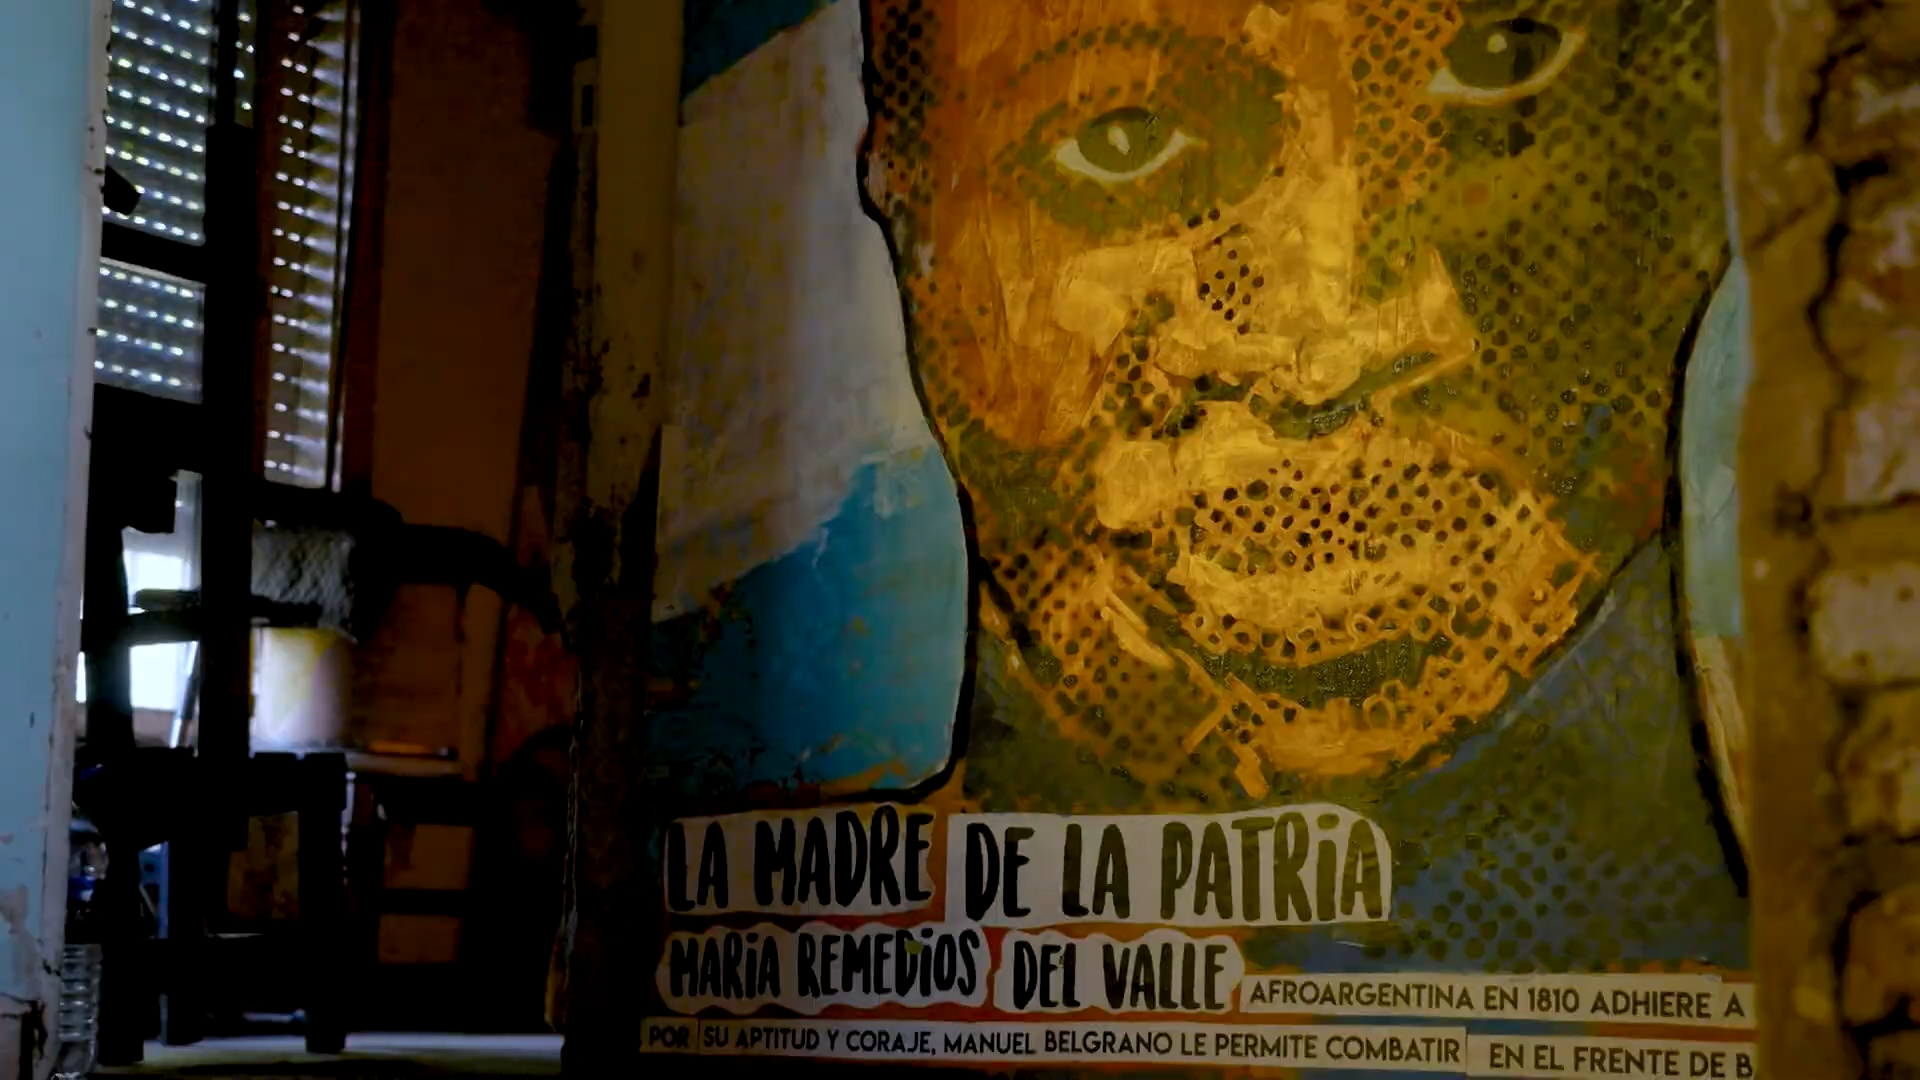 LA MADRE DE LA PATRIA
MARIA REMEDIOS DEL VALLE
AFROARGENTINA EN 1810 ADHIERE A
POR SU APTITUD Y CORAJE, MANUEL BELGRANO LE PERMITE COMBATIR EN EL FRENTE DE B